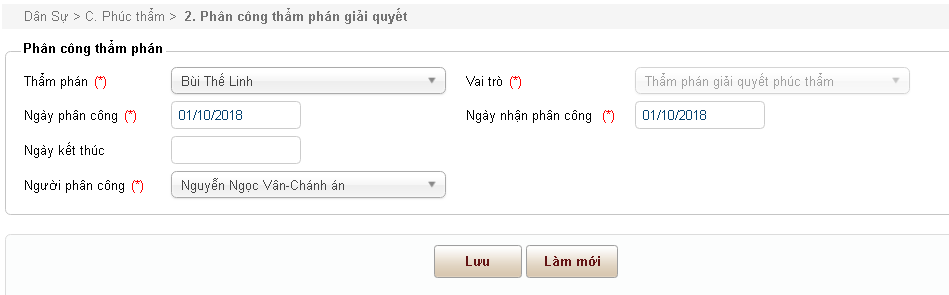 Dân Sự > C. Phúc thẩm > 2. Phân công thẩm phán giải quyết
Phân công thẩm phán
Thẩm phán (*) Bùi Thế Linh Vai trò (*) Thẩm phán giải quyết phúc thẩm
Ngày phân công (*) 01/10/2018 Ngày nhận phân công (*) 01/10/2018
Ngày kết thúc
Người phân công (*) Nguyễn Ngọc Vân-Chánh án
Lưu Làm mới